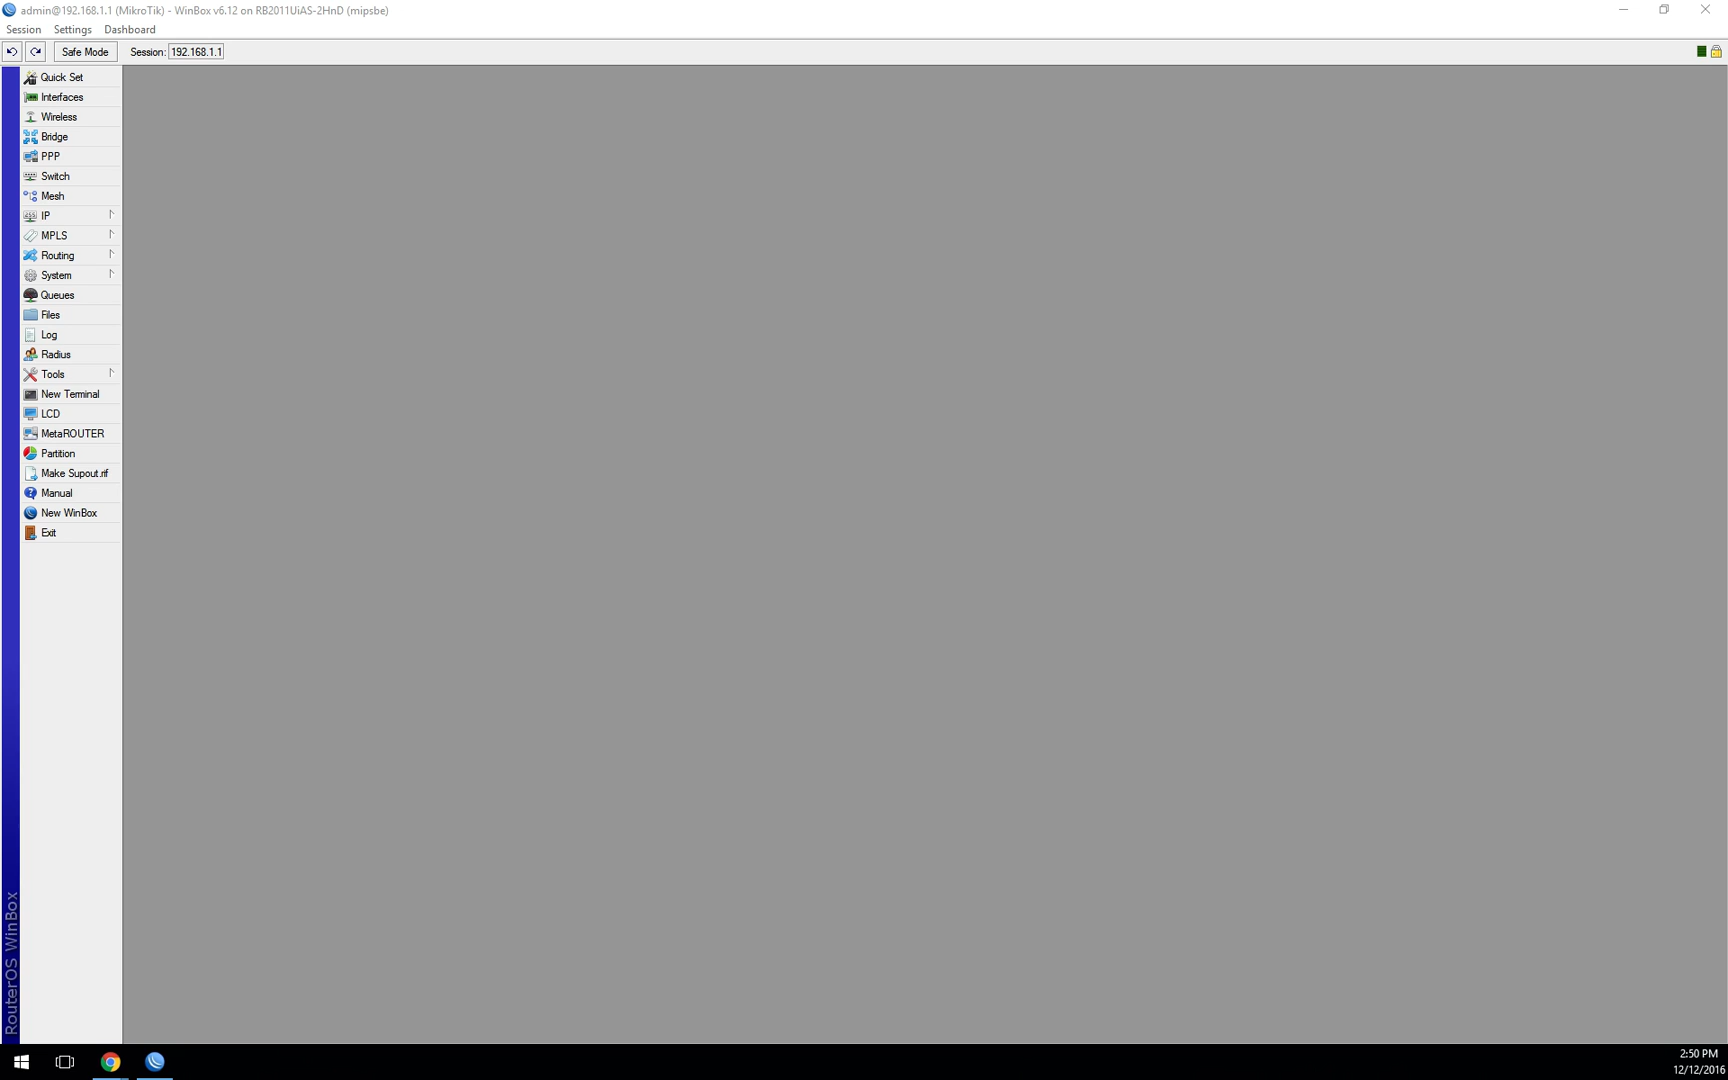 admin@192.168.1.1 (MikroTik) - WinBox v6.12 on RB2011UiAS-2HnD (mipsbe)
Session Settings Dashboard
Safe Mode Session: 192.168.1.1
Quick Set
Interfaces
Wireless
Bridge
PPP
Switch
Mesh
IP
MPLS
Routing
System
Queues
Files
Log
Radius
Tools
New Terminal
LCD
MetaROUTER
Partition
Make Supout.rif
Manual
New WinBox
Exit
RouterOS WinBox
2:50 PM
12/12/2016